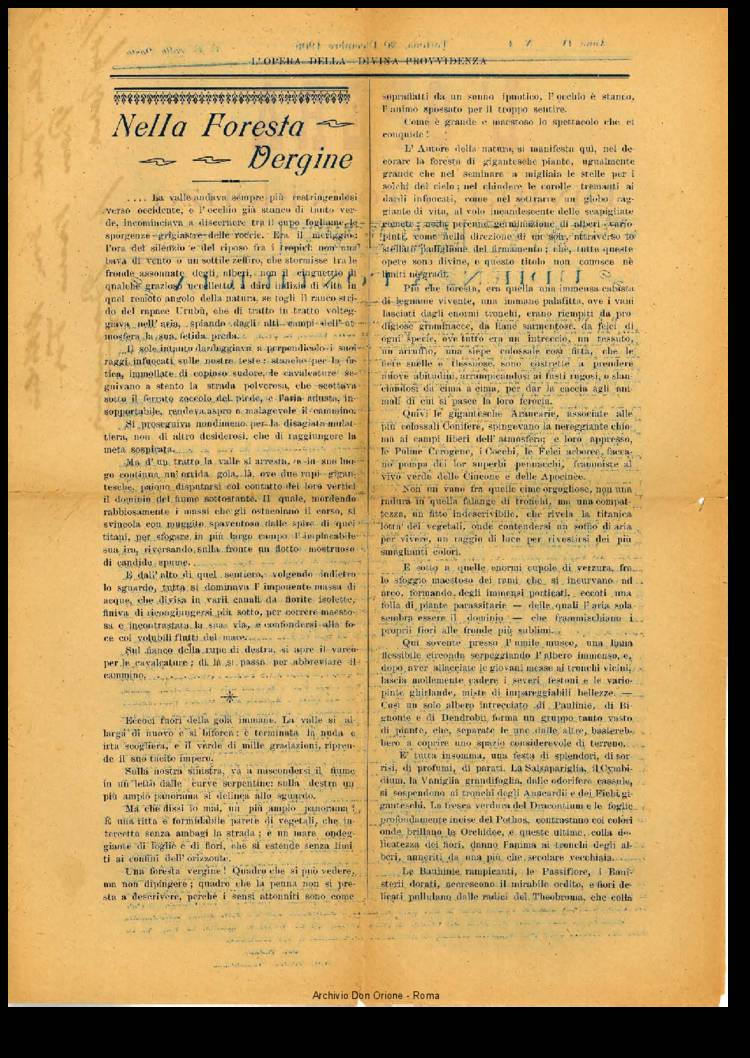 L'OPERA DELLA DIVINA PROVVIDENZA
Nella Foresta
Vergine
.... La valle andava sempre più restringendosi
verso occidente, e l'occhio già stanco di tanto ver-
de, incominciava a discernere tra il cupo fogliame, le
sporgenze grigiastre delle roccie. Era il meriggio:
l'ora del silenzio e del riposo fra i tropici: non una
bava di vento o un sottile zeffiro, che stormisse tra le
fronde assonnate degli alberi, non il cinguettio di
qualche grazioso uccelletto, a dare indizio di vita in
quel remoto angolo della natura, se togli il rauco stri-
do del rapace Urubù, che di tratto in tratto volteg-
giava nell'aria, spiando dagli alti campi dell'at-
mosfera la sua fetida preda.
Il sole intanto dardeggiava a perpendicolo i suoi
raggi infuocati sulle nostre teste: stanche per la fa-
tica, immollate di copioso sudore, le cavalcature se-
guivano a stento la strada polverosa, che scottava
sotto il ferrato zoccolo del piede, e l'aria adusta, in-
sopportabile, rendeva aspro e malagevole il cammino.
Si proseguiva nondimeno per la disagiata mulat-
tiera, non di altro desiderosi, che di raggiungere la
meta sospirata.
Ma d'un tratto la valle si arresta, e in suo luo-
go continua un'orrida gola, là, ove due rupi gigan-
tesche, paiono disputarsi col contatto dei loro vertici
il dominio del fiume sottostante. Il quale, mordendo
rabbiosamente i massi che gli ostacolano il corso, si
svincola con muggito spaventoso dalle spire di quei
titani, per sfogare in più largo campo l'implacabile
sua ira, riversando sulla fronte un fiotto mostruoso
di candide spume.
E dall'alto di quel sentiero, volgendo indietro
lo sguardo, tutta si dominava l'imponente massa di
acque, che divisa in varii canali da fiorite isolette,
finiva di ricongiungersi più sotto, per correre maesto-
sa e incontrastata la sua via, e confondersi alla fo-
ce coi volubili flutti del mare.
Sul fianco della rupe di destra, si apre il varco
per le cavalcature; di là si passa per abbreviare il
cammino.
Eccoci fuori della gola immane. La valle si al-
larga di nuovo e si biforca: è terminata la nuda e
irta scogliera, e il verde di mille gradazioni, ripren-
de il suo tacito impero.
Sulla nostra sinistra, va a nascondersi il fiume
in un letto dalle curve serpentine: sulla destra un
più ampio panorama si delinea allo sguardo.
Ma che dissi io mai, un più ampio panorama?
È una fitta e formidabile parete di vegetali, che in-
tercetta senza ambagi la strada; è un mare ondeg-
giante di foglie e di fiori, che si estende senza limi
ti ai confini dell'orizzonte.
Una foresta vergine! Quadro che si può vedere,
ma non dipingere; quadro che la penna non si pre-
sta a descrivere, perchè i sensi attoniti sono come
sopraffatti da un sonno ipnotico, l'occhio è stanco,
l'animo spossato per il troppo sentire.
Come è grande e maestoso lo spettacolo che ci
conquide!
L'Autore della natura, si manifesta quì, nel de-
corare la foresta di gigantesche piante, ugualmente
grande che nel seminare a migliaia le stelle per i
solchi del cielo; nel chiudere le corolle tremanti ai
dardi infuocati, come nel sottrarre un globo rag-
giante di vita, al volo incandescente delle scapigliate
comete; nella perenne germinazione di alberi vario-
pinti, come nella direzione di un sole, attraverso lo
stellato padiglione del firmamento; chè, tutte queste
opere sono divine, e questo titolo non conosce nè
limiti nè gradi.
Più che foresta, era quella una immensa catasta
di legname vivente, una immane palafitta, ove i vani
lasciati dagli enormi tronchi, erano riempiti da pro
digiose graminacee, da liane sarmentose, da felci di
ogni specie, ove tutto era un intreccio, un tessuto,
un arruffio, una siepe colossale così fitta, che le
fiere snelle e flessuose, sono costrette a prendere
nuove abitudini, arrampicandosi ai fusti rugosi, o slan
ciandosi da cima a cima, per dar la caccia agli ani
mali di cui si pasce la loro ferocia.
Quivi le gigantesche Araucarie, associate alle
più colossali Conifere, spingevano la nereggiante chio
ma ai campi liberi dell'atmosfera; e loro appresso,
le Palme Cerogene, i Cocchi, le Felci arboree, facca-
no pompa dei lor superbi pennacchi, frammiste al
vivo verde delle Cincone e delle Apocinee.
Non un vano fra quelle cime orgogliose, non una
radura in quella falange di tronchi, ma una compat-
tezza, un fitto indescrivibile, che rivela la titanica
lotta dei vegetali, onde contendersi un soffio di aria
per vivere, un raggio di luce per rivestirsi dei più
smaglianti colori.
E sotto a quelle enormi cupole di verzura, fra
lo sfoggio maestoso dei rami che si incurvano ad
arco, formando degli immensi porticati, eccoti una
folla di piante parassitarie — delle quali l'aria sola
sembra essere il dominio — che frammischiano i
proprii fiori alle fronde più sublimi.
Qui sovente presso l'umile musco, una liana
flessibile circonda serpeggiando l'albero immenso, e,
dopo aver allacciate le giovani messe ai tronchi vicini,
lascia mollemente cadere i severi festoni e le vario-
pinte ghirlande, miste di impareggiabili bellezze. —
Così un solo albero intrecciato di Paulinie, di Bi-
gnonie e di Dendrobi, forma un gruppo tanto vasto
di piante, che, separate le une dalle altre, basiereb-
bero a coprire uno spazio considerevole di terreno.
E' tutta insomma, una festa di splendori, di sor-
risi, di profumi, di parati. La Salsapariglia, il Cymbi-
dium, la Vaniglia grandifoglia, dalle odorifere cassule,
si sospendono ai tronchi degli Anacardii e dei Fichi gi-
ganteschi. La fresca verdura del Dracontium e le foglie
profondamente incise del Pothos, contrastano coi colori
onde brillano le Orchidee, e queste ultime, colla de-
licatezza dei fiori, danno l'anima ai tronchi degli al-
beri, anneriti da una più che secolare vecchiaia.
Le Bauhinie rampicanti, le Passiflore, i Bani-
sterii dorati, accrescono il mirabile ordito, e fiori de-
licati pullulano dalle radici del Theobroma, che colla
Archivio Don Orione - Roma